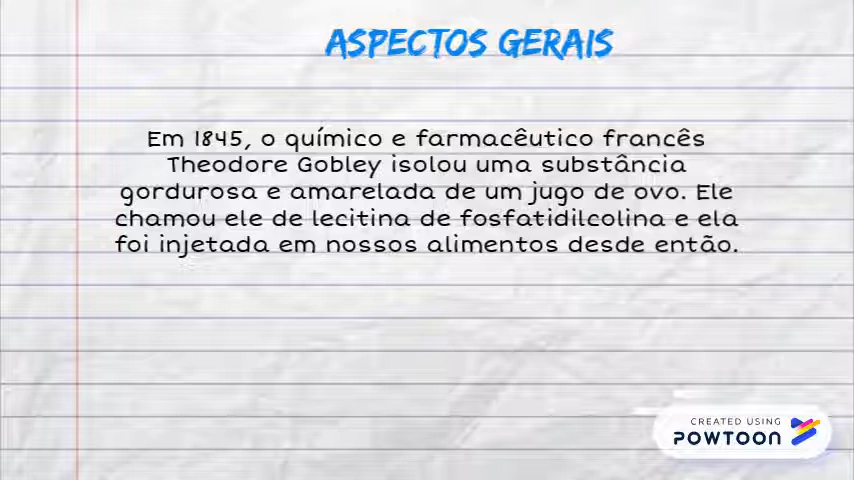 ASPECTOS GERAIS
Em 1845, o químico e farmacêutico francês
Theodore Gobley isolou uma substância
gordurosa e amarelada de um jugo de ovo. Ele
chamou ele de lecitina de fosfatidilcolina e ela
foi injetada em nossos alimentos desde então.
CREATED USING
POWTOON